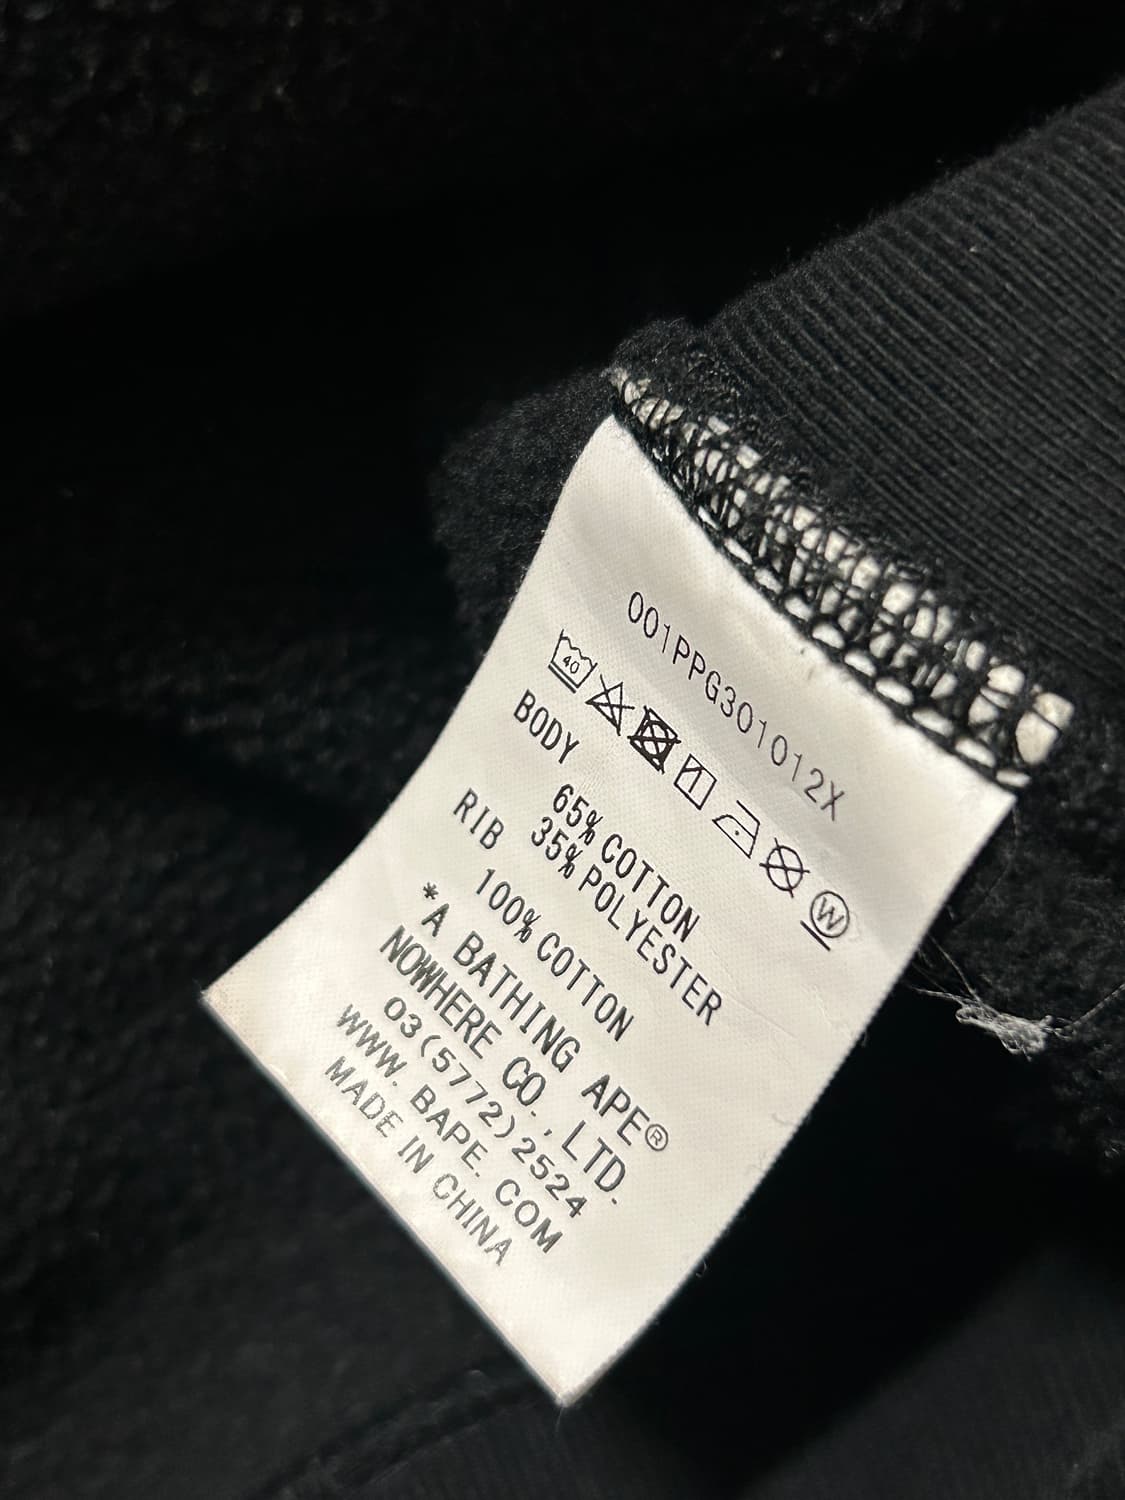 001PPG301012X
40 W
BODY
65% COTTON
35% POLYESTER
RIB
100% COTTON
*A BATHING APE®
NOWHERE CO., LTD.
03(5772)2524
WWW. BAPE. COM
MADE IN CHINA